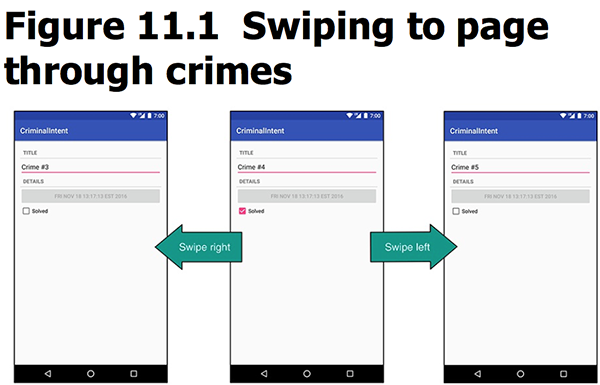 Figure 11.1 Swiping to page
through crimes
7:00
CriminalIntent
TITLE
Crime #3
DETAILS
FRI NOV 18 13:17:13 EST 2016
Solved
Swipe right
7:00
CriminalIntent
TITLE
Crime #4
DETAILS
FRI NOV 18 13:17:13 EST 2016
Solved
Swipe left
7:00
CriminalIntent
TITLE
Crime #5
DETAILS
FRI NOV 18 13:17:13 EST 2016
Solved